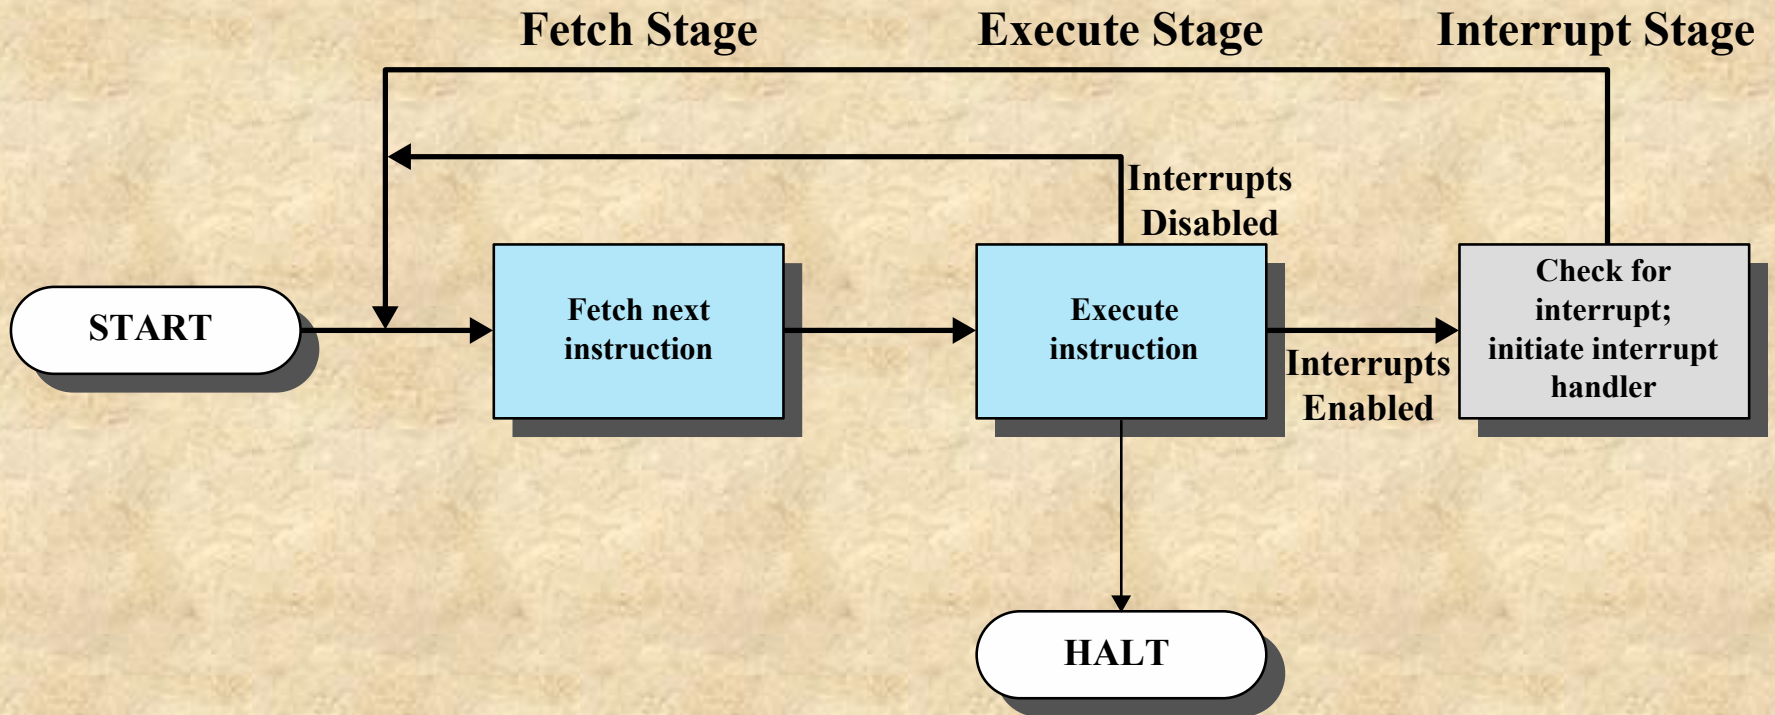 Fetch Stage
Execute Stage
Interrupt Stage
Interrupts
Disabled
START
Fetch next
instruction
Execute
instruction
Interrupts
Enabled
Check for
interrupt;
initiate interrupt
handler
HALT